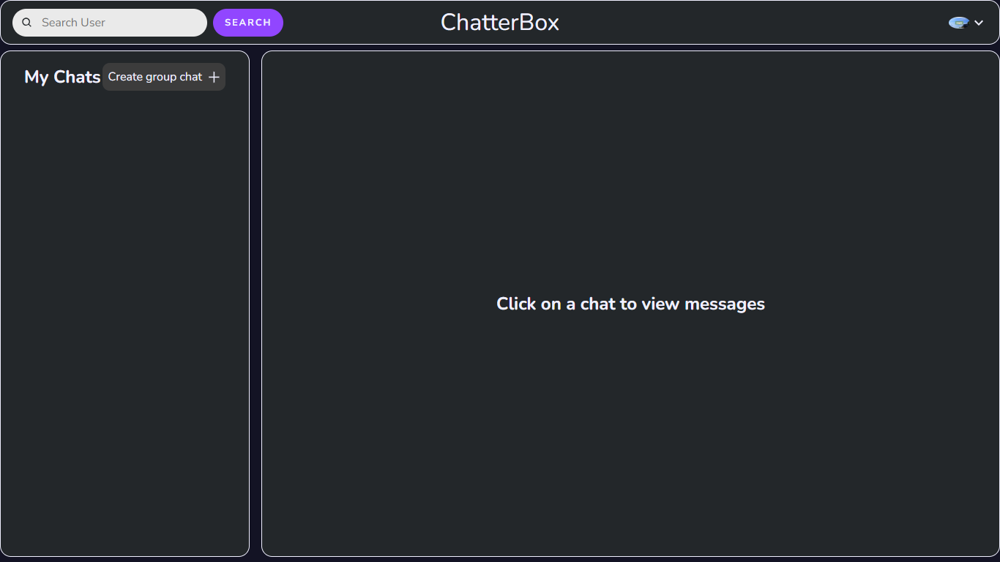 Search User
SEARCH
ChatterBox
My Chats
Create group chat
Click on a chat to view messages